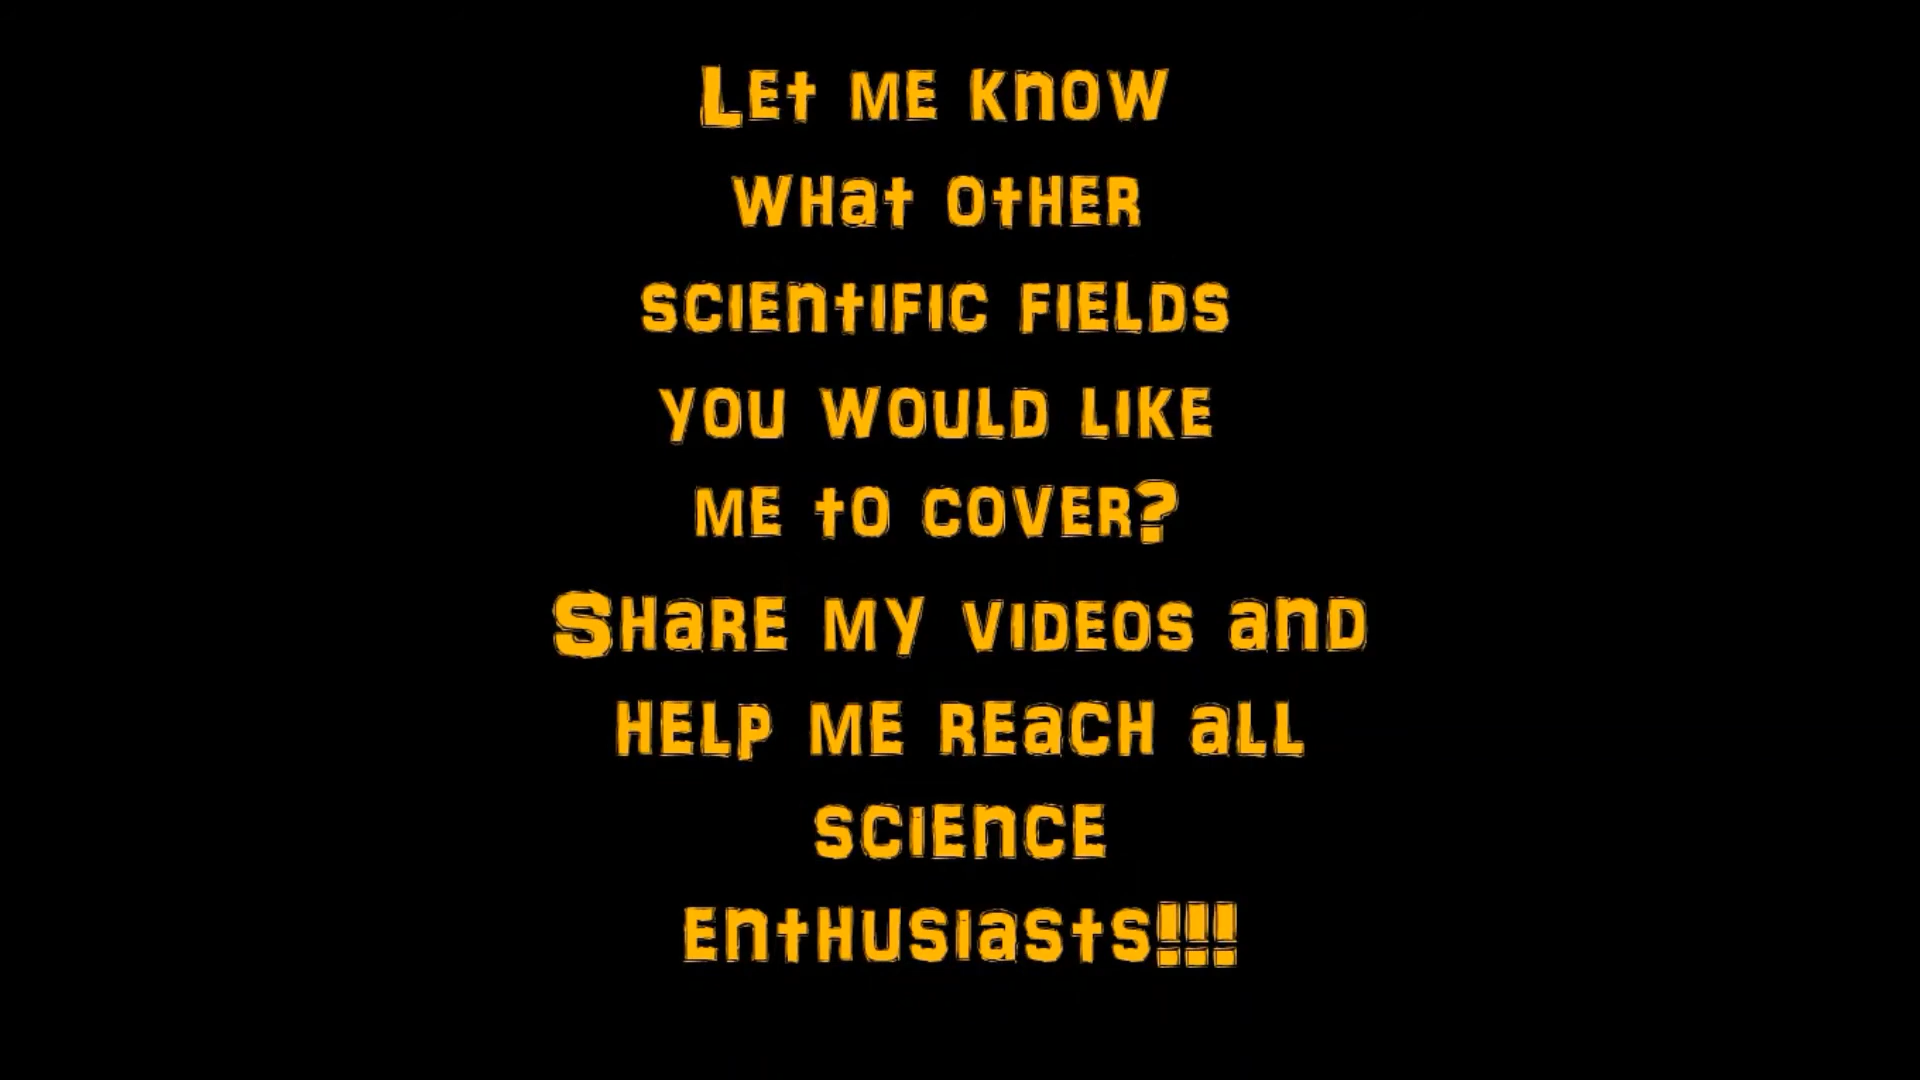 Let me know
what other
scientific fields
you would like
me to cover?
Share my videos and
help me reach all
science
enthusiasts!!!